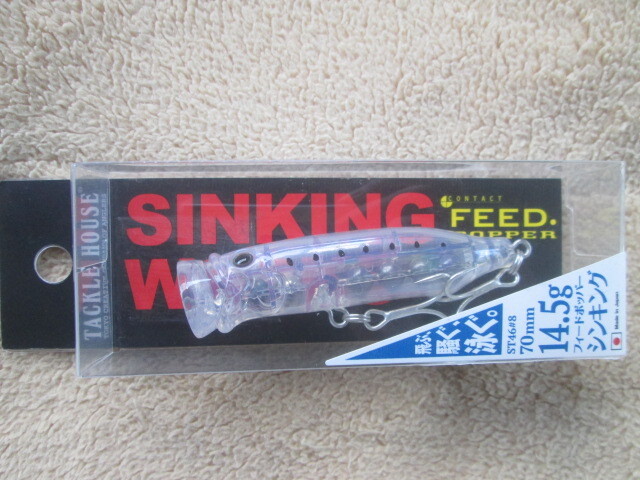 TACKLE HOUSE
SINKING
W
CONTACT
FEED.
POPPER
飛ぶ、
騒ぐ、
泳ぐ。
ST46#8
70mm
14.5g
フィードポッパー
シンキング
Made in Japan